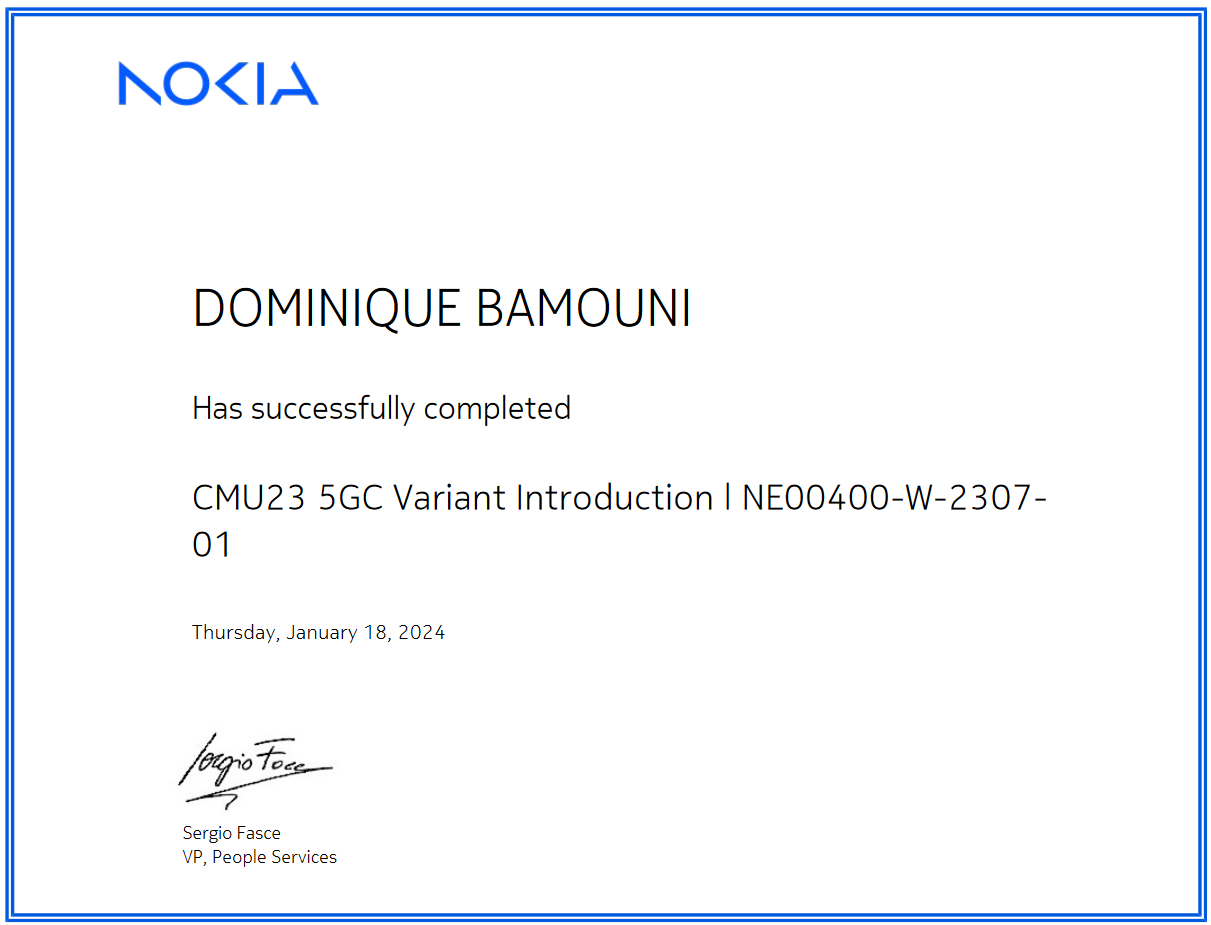 NOKIA
DOMINIQUE BAMOUNI
Has successfully completed
CMU23 5GC Variant Introduction | NE00400-W-2307-
01
Thursday, January 18, 2024
Sergio Fasce
Sergio Fasce
VP, People Services